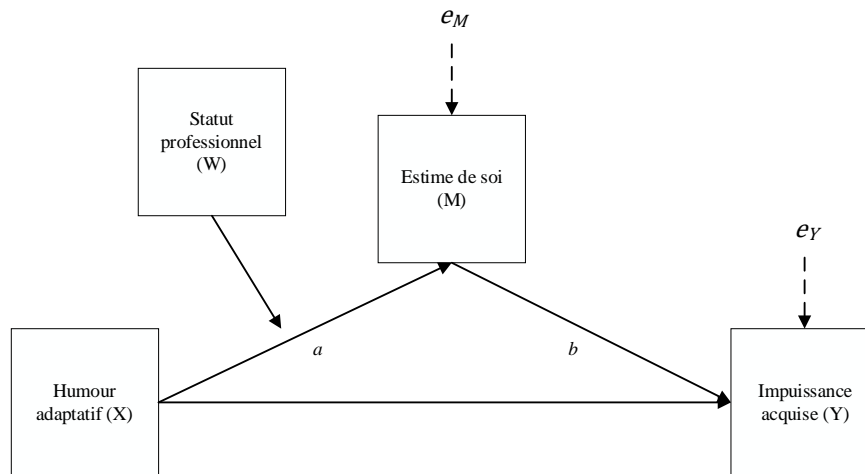 e_M
Statut
professionnel
(W)
Estime de soi
(M)
e_Y
a
b
Humour
adaptatif (X)
Impuissance
acquise (Y)